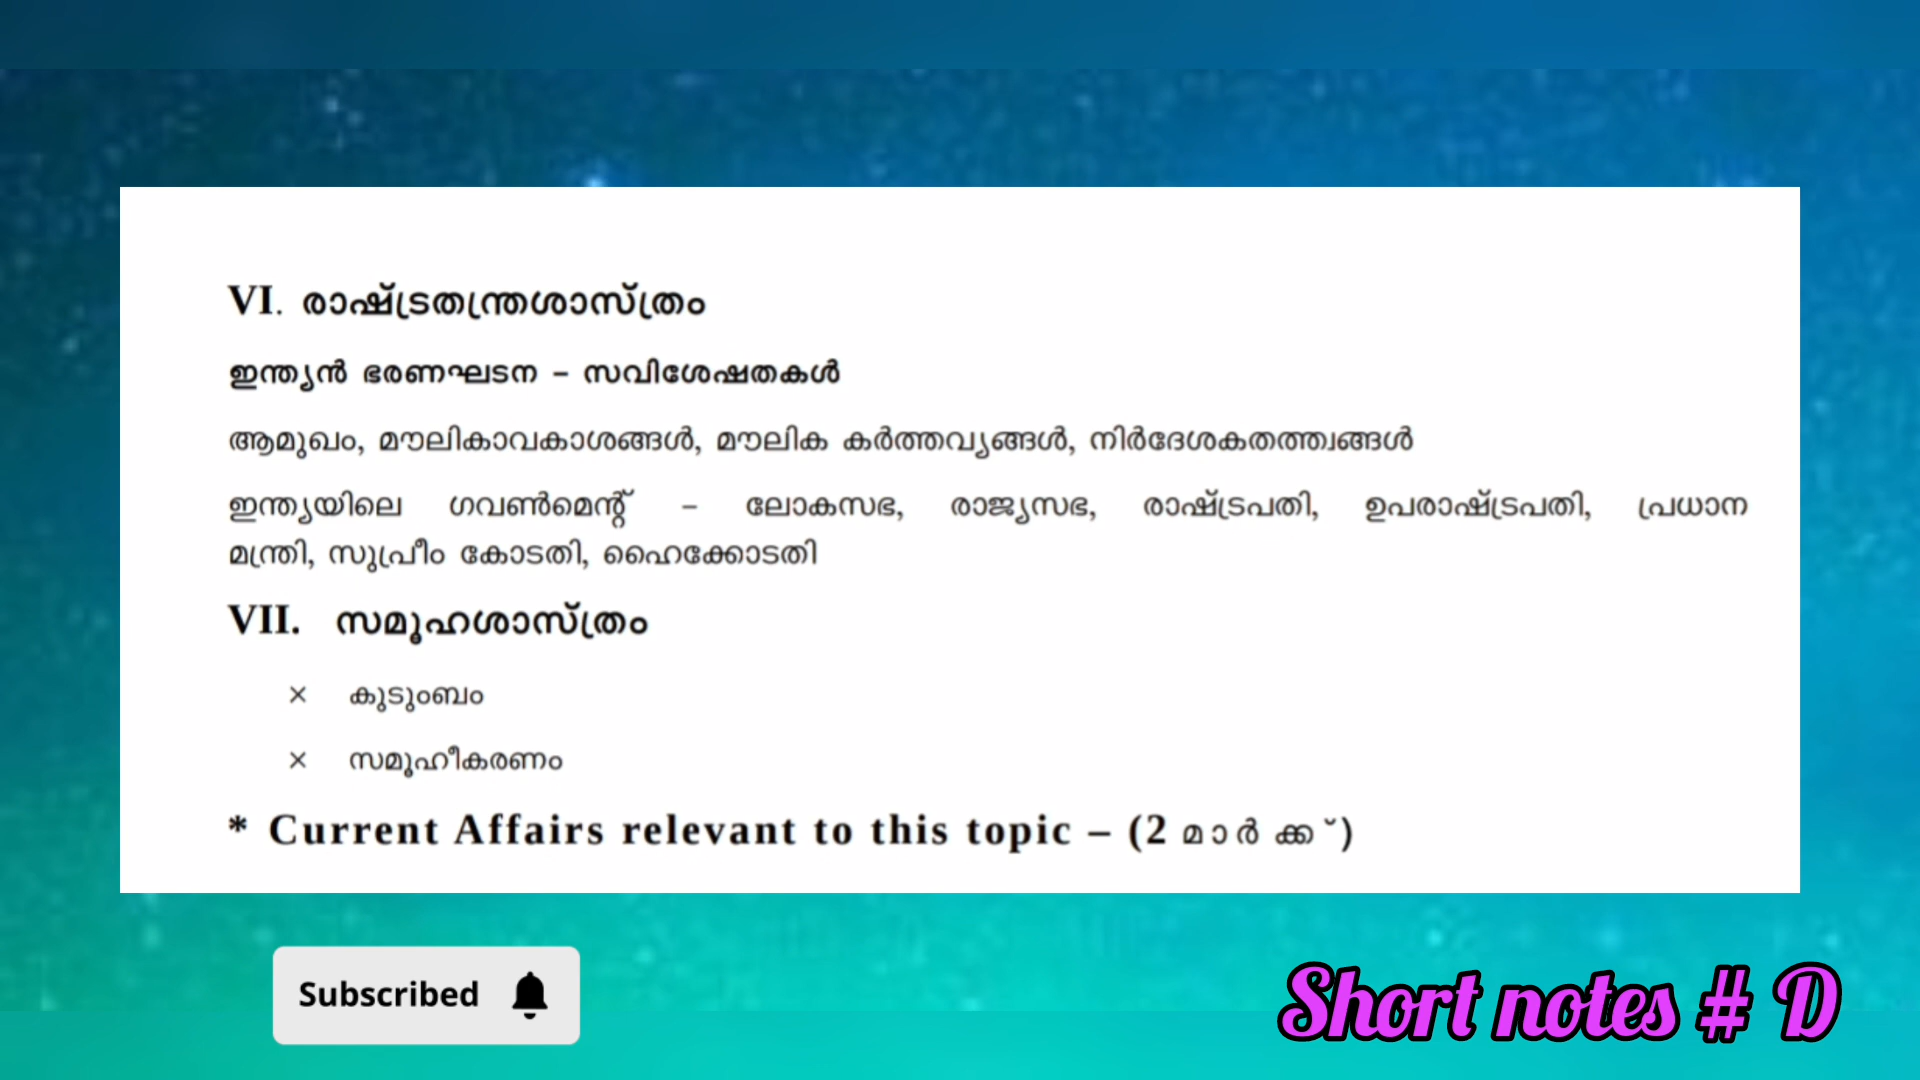 VI. രാഷ്ട്രതന്ത്രശാസ്ത്രം
ഇന്ത്യൻ ഭരണഘടന – സവിശേഷതകൾ
ആമുഖം, മൗലികാവകാശങ്ങൾ, മൗലിക കർത്തവ്യങ്ങൾ, നിർദേശകതത്ത്വങ്ങൾ
ഇന്ത്യയിലെ ഗവൺമെന്റ് – ലോകസഭ, രാജ്യസഭ, രാഷ്ട്രപതി, ഉപരാഷ്ട്രപതി, പ്രധാന
മന്ത്രി, സുപ്രീം കോടതി, ഹൈക്കോടതി
VII. സമൂഹശാസ്ത്രം
× കുടുംബം
× സമൂഹീകരണം
* Current Affairs relevant to this topic – (2 മാർക്ക്)
Subscribed
Short notes # D